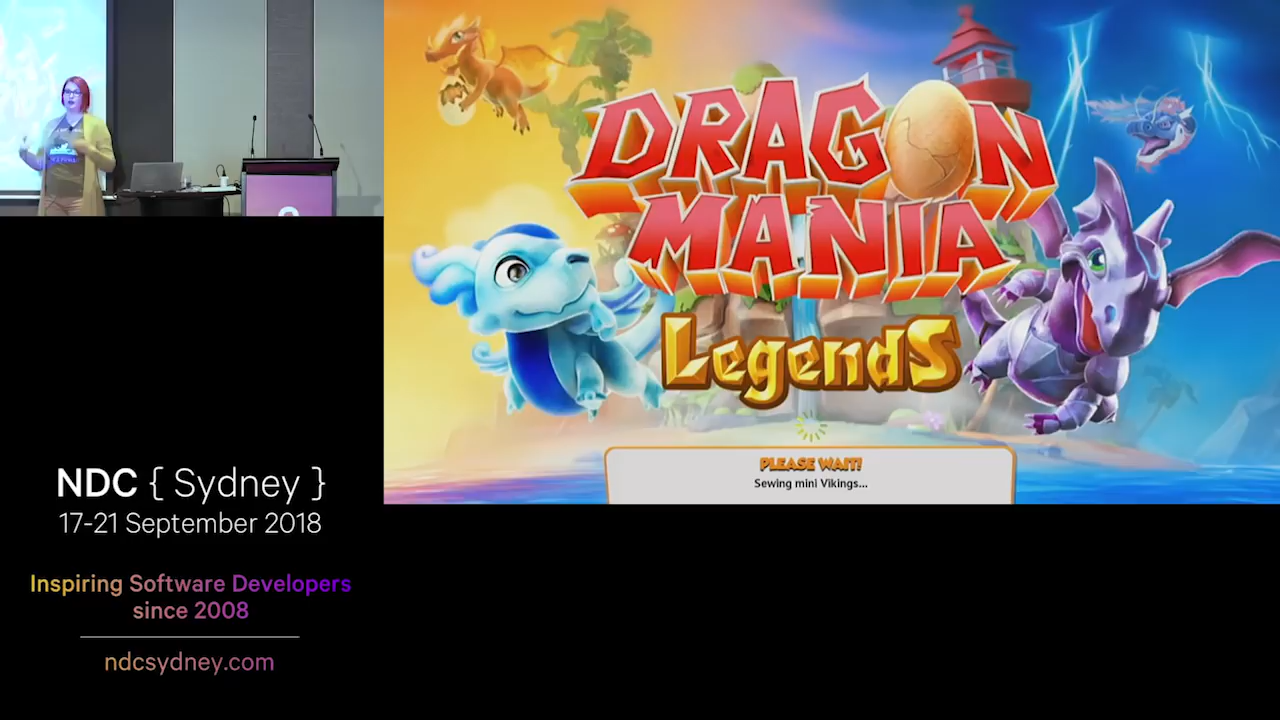 DRAGON
MANIA
Legends
PLEASE WAIT!
Sewing mini Vikings...
NDC { Sydney }
17-21 September 2018
Inspiring Software Developers
since 2008
ndcsydney.com